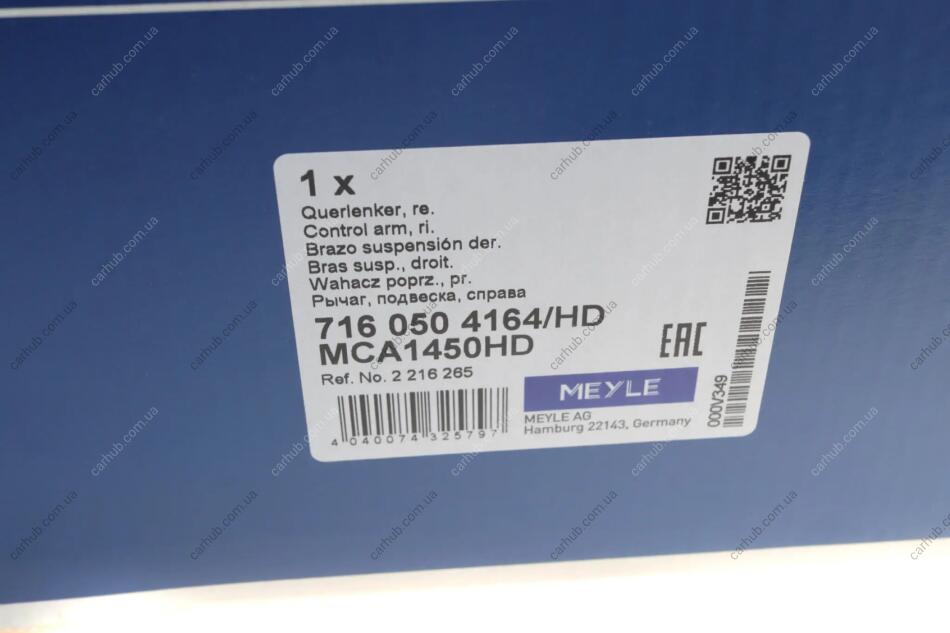 1 x
Querlenker, re.
Control arm, ri.
Brazo suspensión der.
Bras susp., droit.
Wahacz poprz., pr.
Рычаг, подвеска, справа
716 050 4164/HD
MCA1450HD
Ref. No. 2 216 265
EAC
MEYLE
MEYLE AG
Hamburg 22143, Germany
4 040074 325797
000V349
carhub.com.ua